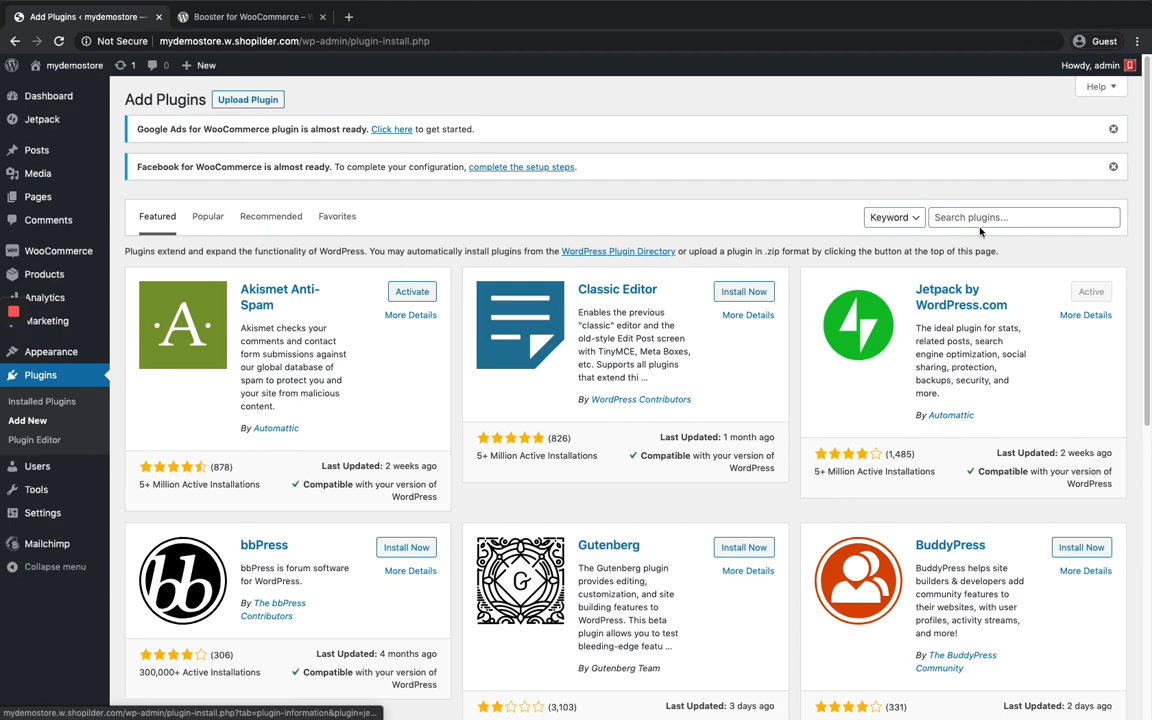 Add Plugins ‹ mydemostore —
Booster for WooCommerce –
Not Secure
mydemostore.w.shopilder.com/wp-admin/plugin-install.php
Guest
mydemostore
1
0
New
Howdy, admin
Dashboard
Jetpack
Posts
Media
Pages
Comments
WooCommerce
Products
Analytics
Marketing
Appearance
Plugins
Installed Plugins
Add New
Plugin Editor
Users
Tools
Settings
Mailchimp
Collapse menu
Help
Add Plugins
Upload Plugin
Google Ads for WooCommerce plugin is almost ready. Click here to get started.
Facebook for WooCommerce is almost ready. To complete your configuration, complete the setup steps.
Featured
Popular
Recommended
Favorites
Keyword
Search plugins...
Plugins extend and expand the functionality of WordPress. You may automatically install plugins from the WordPress Plugin Directory or upload a plugin in .zip format by clicking the button at the top of this page.
A
Akismet Anti-
Spam
Activate
More Details
Akismet checks your
comments and contact
form submissions against
our global database of
spam to protect you and
your site from malicious
content.
By Automattic
(878)
5+ Million Active Installations
Last Updated: 2 weeks ago
Compatible with your version of
WordPress
Classic Editor
Install Now
More Details
Enables the previous
"classic" editor and the
old-style Edit Post screen
with TinyMCE, Meta Boxes,
etc. Supports all plugins
that extend thi ...
By WordPress Contributors
(826)
5+ Million Active Installations
Last Updated: 1 month ago
Compatible with your version of
WordPress
Jetpack by
WordPress.com
Active
More Details
The ideal plugin for stats,
related posts, search
engine optimization, social
sharing, protection,
backups, security, and
more.
By Automattic
(1,485)
5+ Million Active Installations
Last Updated: 2 weeks ago
Compatible with your version of
WordPress
bb
bbPress
Install Now
More Details
bbPress is forum software
for WordPress.
By The bbPress
Contributors
(306)
300,000+ Active Installations
Last Updated: 4 months ago
Compatible with your version of
WordPress
G
Gutenberg
Install Now
More Details
The Gutenberg plugin
provides editing,
customization, and site
building features to
WordPress. This beta
plugin allows you to test
bleeding-edge featu ...
By Gutenberg Team
(3,103)
Last Updated: 3 days ago
BuddyPress
Install Now
More Details
BuddyPress helps site
builders & developers add
community features to
their websites, with user
profiles, activity streams,
and more!
By The BuddyPress
Community
(331)
Last Updated: 2 days ago
mydemostore.w.shopilder.com/wp-admin/plugin-install.php?tab=plugin-information&plugin=je...